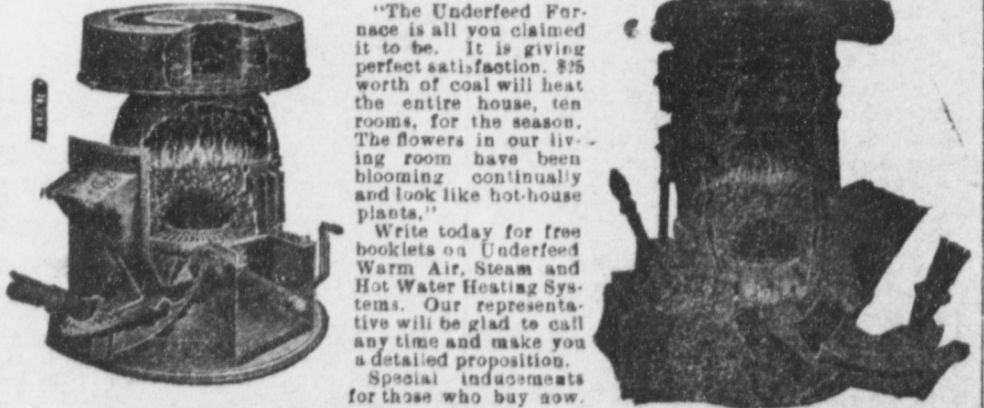 "The Underfeed Fur-
nace is all you claimed
it to be. It is giving
perfect satisfaction. $25
worth of coal will heat
the entire house, ten
rooms, for the season.
The flowers in our liv-
ing room have been
blooming continually
and look like hot-house
plants."
Write today for free
booklets on Underfeed
Warm Air, Steam and
Hot Water Heating Sys-
tems. Our representa-
tive will be glad to call
any time and make you
a detailed proposition.
Special inducements
for those who buy now.